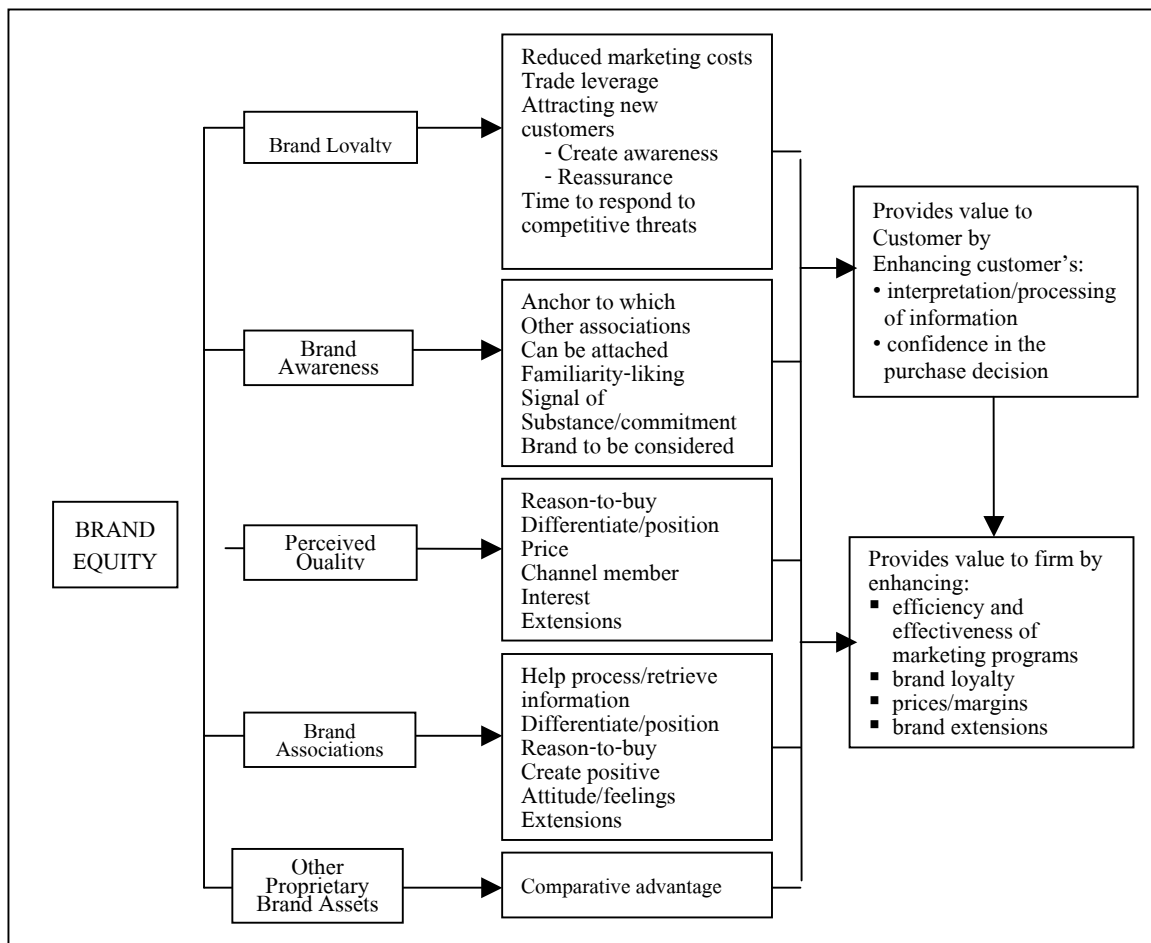 BRAND
EQUITY
Brand Loyalty
Reduced marketing costs
Trade leverage
Attracting new
customers
- Create awareness
- Reassurance
Time to respond to
competitive threats
Brand
Awareness
Anchor to which
Other associations
Can be attached
Familiarity-liking
Signal of
Substance/commitment
Brand to be considered
Perceived
Quality
Reason-to-buy
Differentiate/position
Price
Channel member
Interest
Extensions
Brand
Associations
Help process/retrieve
information
Differentiate/position
Reason-to-buy
Create positive
Attitude/feelings
Extensions
Other
Proprietary
Brand Assets
Comparative advantage
Provides value to
Customer by
Enhancing customer’s:
• interpretation/processing
of information
• confidence in the
purchase decision
Provides value to firm by
enhancing:
▪ efficiency and
effectiveness of
marketing programs
▪ brand loyalty
▪ prices/margins
▪ brand extensions